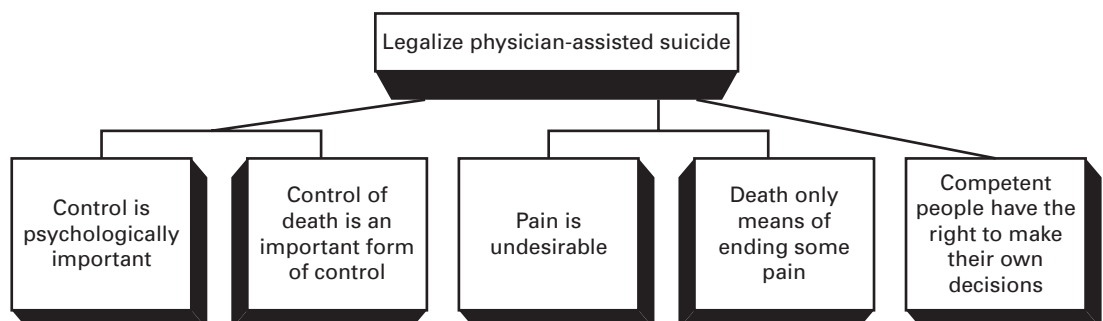 Legalize physician-assisted suicide
Control is
psychologically
important
Control of
death is an
important form
of control
Pain is
undesirable
Death only
means of
ending some
pain
Competent
people have the
right to make
their own
decisions